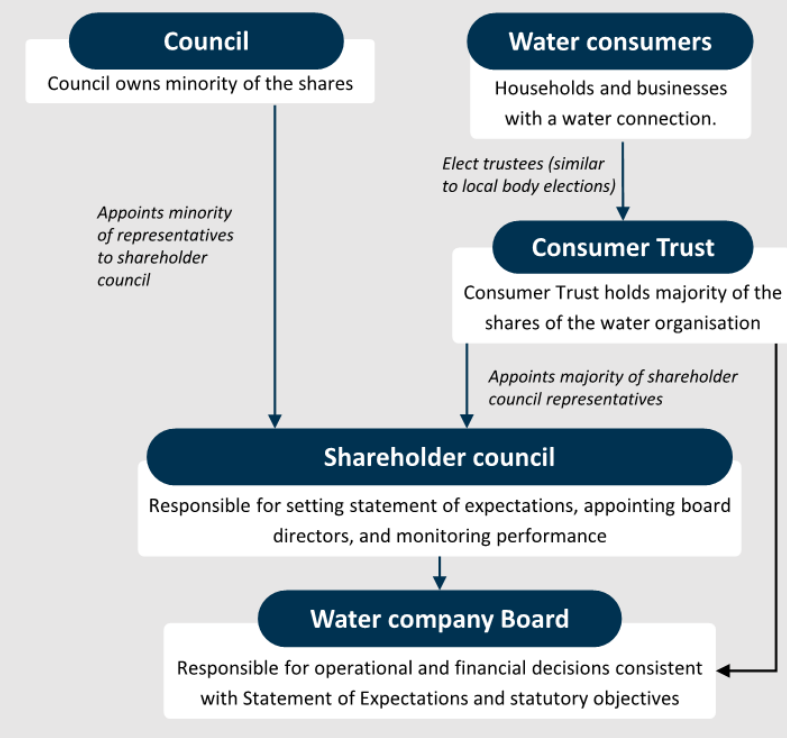 Council
Council owns minority of the shares
Water consumers
Households and businesses
with a water connection.
Elect trustees (similar
to local body elections)
Appoints minority
of representatives
to shareholder
council
Consumer Trust
Consumer Trust holds majority of the
shares of the water organisation
Appoints majority of shareholder
council representatives
Shareholder council
Responsible for setting statement of expectations, appointing board
directors, and monitoring performance
Water company Board
Responsible for operational and financial decisions consistent
with Statement of Expectations and statutory objectives